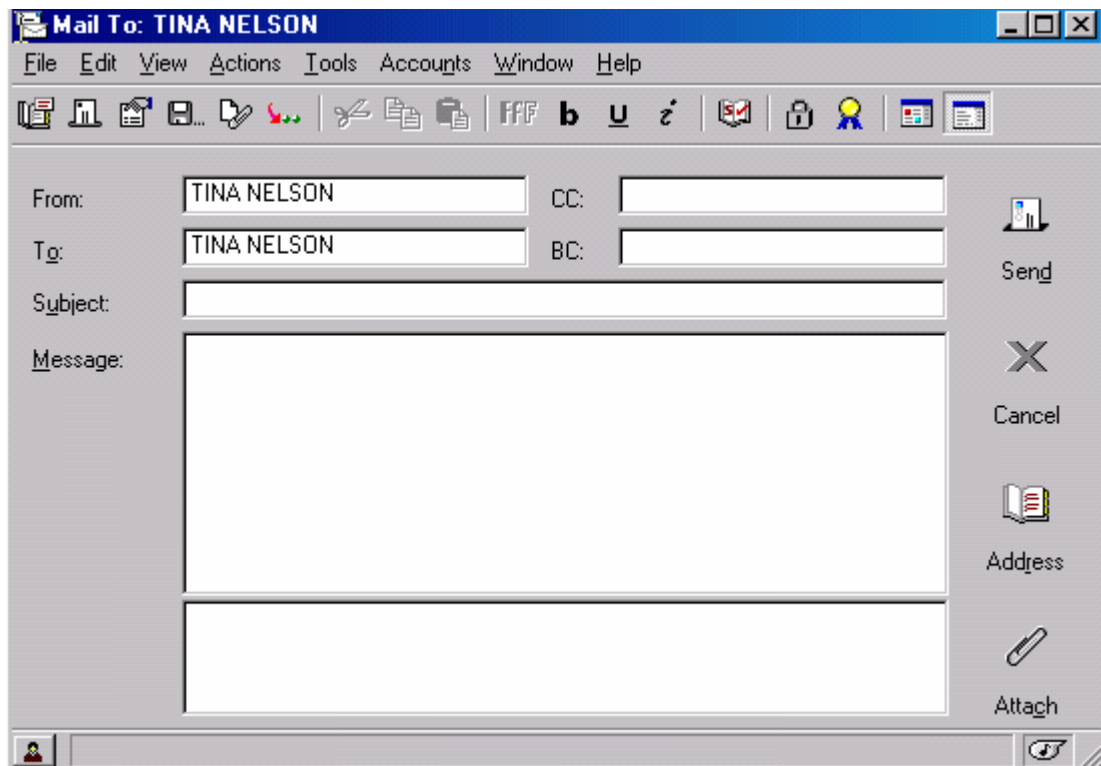 Mail To: TINA NELSON
File Edit View Actions Tools Accounts Window Help
FfF b U i
From: TINA NELSON CC:
To: TINA NELSON BC:
Subject:
Message:
Send
Cancel
Address
Attach